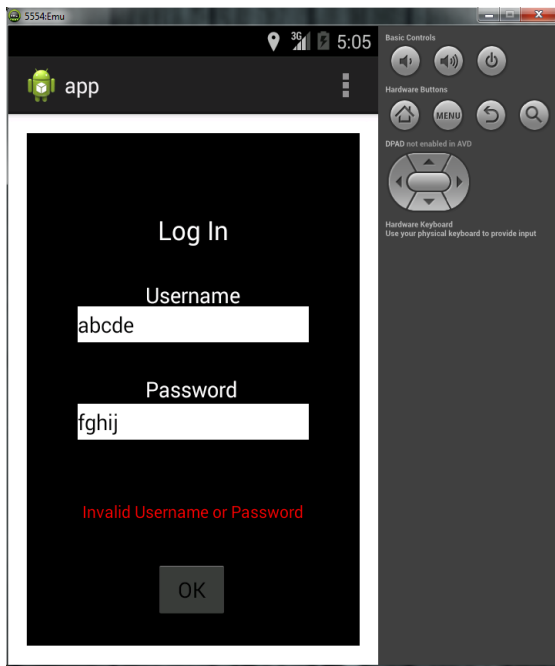 5554:Emu
3G 5:05
app
Log In
Username
abcde
Password
fghij
Invalid Username or Password
OK
Basic Controls
Hardware Buttons
MENU
DPAD not enabled in AVD
Hardware Keyboard
Use your physical keyboard to provide input